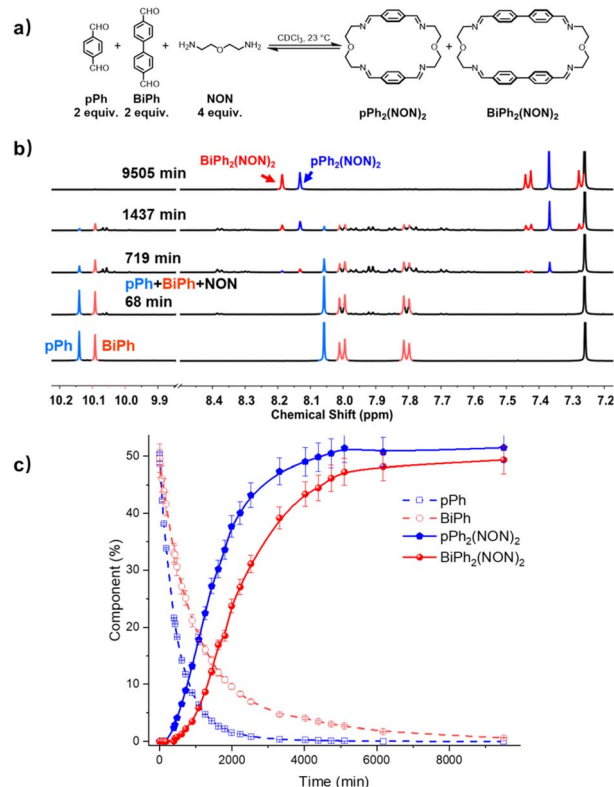 a)
CHO
CHO
CHO
CHO
+
+
H₂N
O
NH₂
CDCl₃, 23 °C
N
N
O
O
N
N
+
N
N
O
O
N
N
pPh
2 equiv.
BiPh
2 equiv.
NON
4 equiv.
pPh₂(NON)₂
BiPh₂(NON)₂
b)
BiPh₂(NON)₂
pPh₂(NON)₂
9505 min
1437 min
719 min
pPh+BiPh+NON
68 min
pPh
BiPh
10.2 10.1 10.0 9.9 8.4 8.3 8.2 8.1 8.0 7.9 7.8 7.7 7.6 7.5 7.4 7.3 7.2
Chemical Shift (ppm)
c)
Component (%)
50
40
30
20
10
0
pPh
BiPh
pPh₂(NON)₂
BiPh₂(NON)₂
0 2000 4000 6000 8000
Time (min)